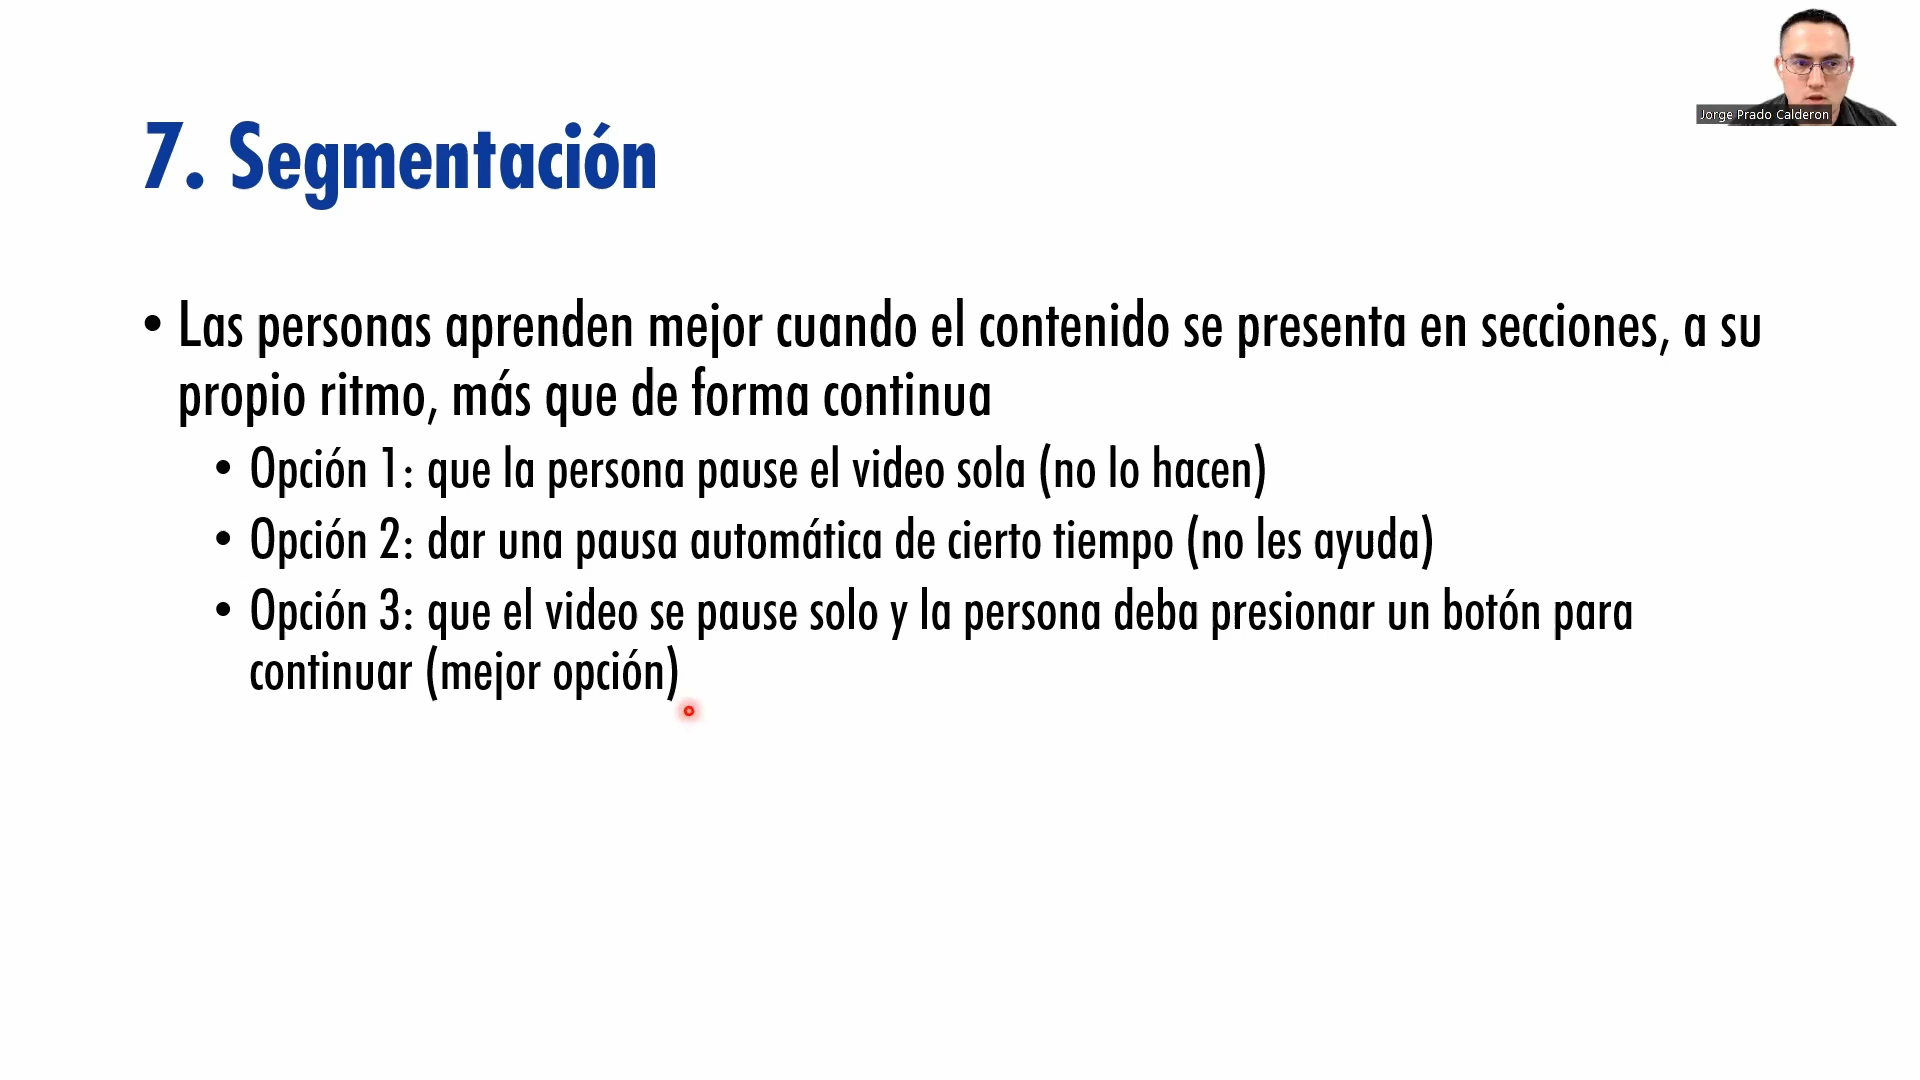 Jorge Prado Calderon
7. Segmentación
• Las personas aprenden mejor cuando el contenido se presenta en secciones, a su
propio ritmo, más que de forma continua
• Opción 1: que la persona pause el video sola (no lo hacen)
• Opción 2: dar una pausa automática de cierto tiempo (no les ayuda)
• Opción 3: que el video se pause solo y la persona deba presionar un botón para
continuar (mejor opción)